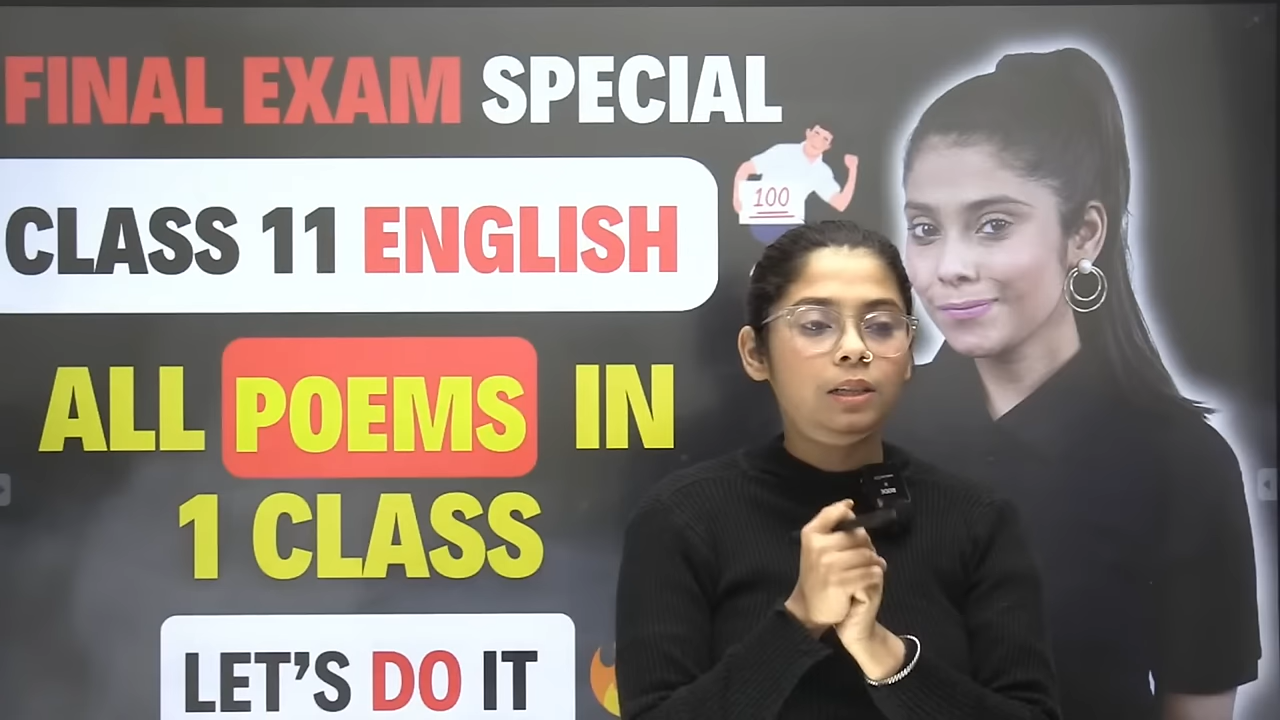 FINAL EXAM SPECIAL
100
CLASS 11 ENGLISH
ALL POEMS IN
1 CLASS
LET'S DO IT